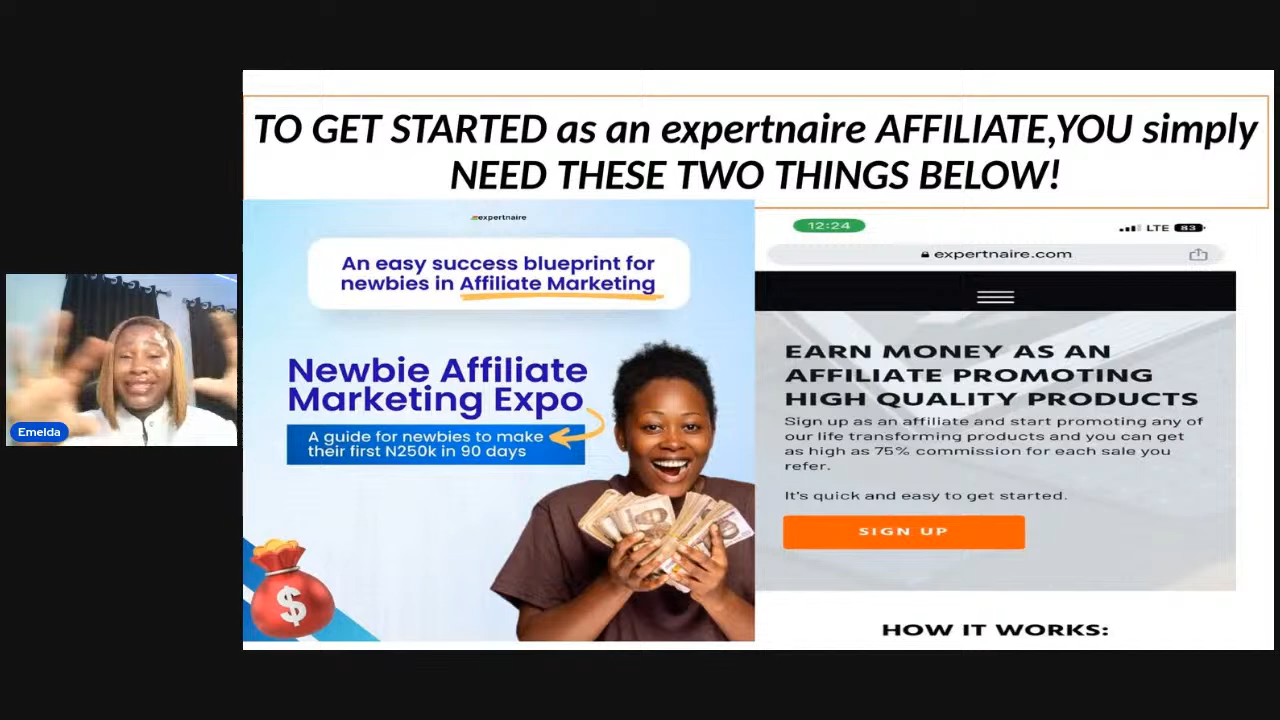 TO GET STARTED as an expertnaire AFFILIATE,YOU simply
NEED THESE TWO THINGS BELOW!
expertnaire
An easy success blueprint for
newbies in Affiliate Marketing
Newbie Affiliate
Marketing Expo
A guide for newbies to make
their first N250k in 90 days
$
12:24
LTE 83
expertnaire.com
EARN MONEY AS AN
AFFILIATE PROMOTING
HIGH QUALITY PRODUCTS
Sign up as an affiliate and start promoting any of
our life transforming products and you can get
as high as 75% commission for each sale you
refer.
It's quick and easy to get started.
SIGN UP
HOW IT WORKS:
Emelda